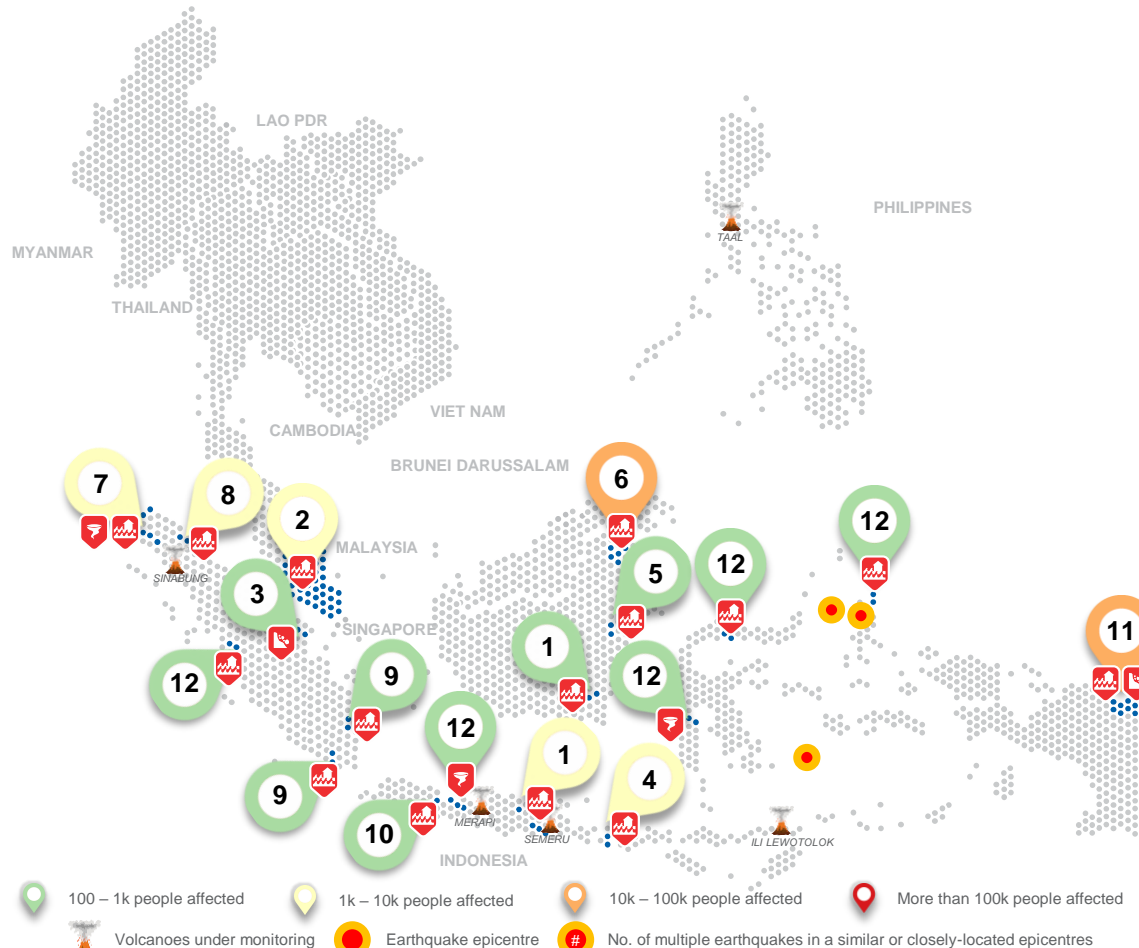 LAO PDR
PHILIPPINES
TAAL
MYANMAR
THAILAND
VIET NAM
CAMBODIA
BRUNEI DARUSSALAM
7
8
6
2
12
MALAYSIA
SINABUNG
5
12
3
SINGAPORE
11
1
9
12
12
12
1
4
9
10
MERAPI
SEMERU
ILI LEWOTOLOK
INDONESIA
100 – 1k people affected
1k – 10k people affected
10k – 100k people affected
More than 100k people affected
Volcanoes under monitoring
Earthquake epicentre
# No. of multiple earthquakes in a similar or closely-located epicentres